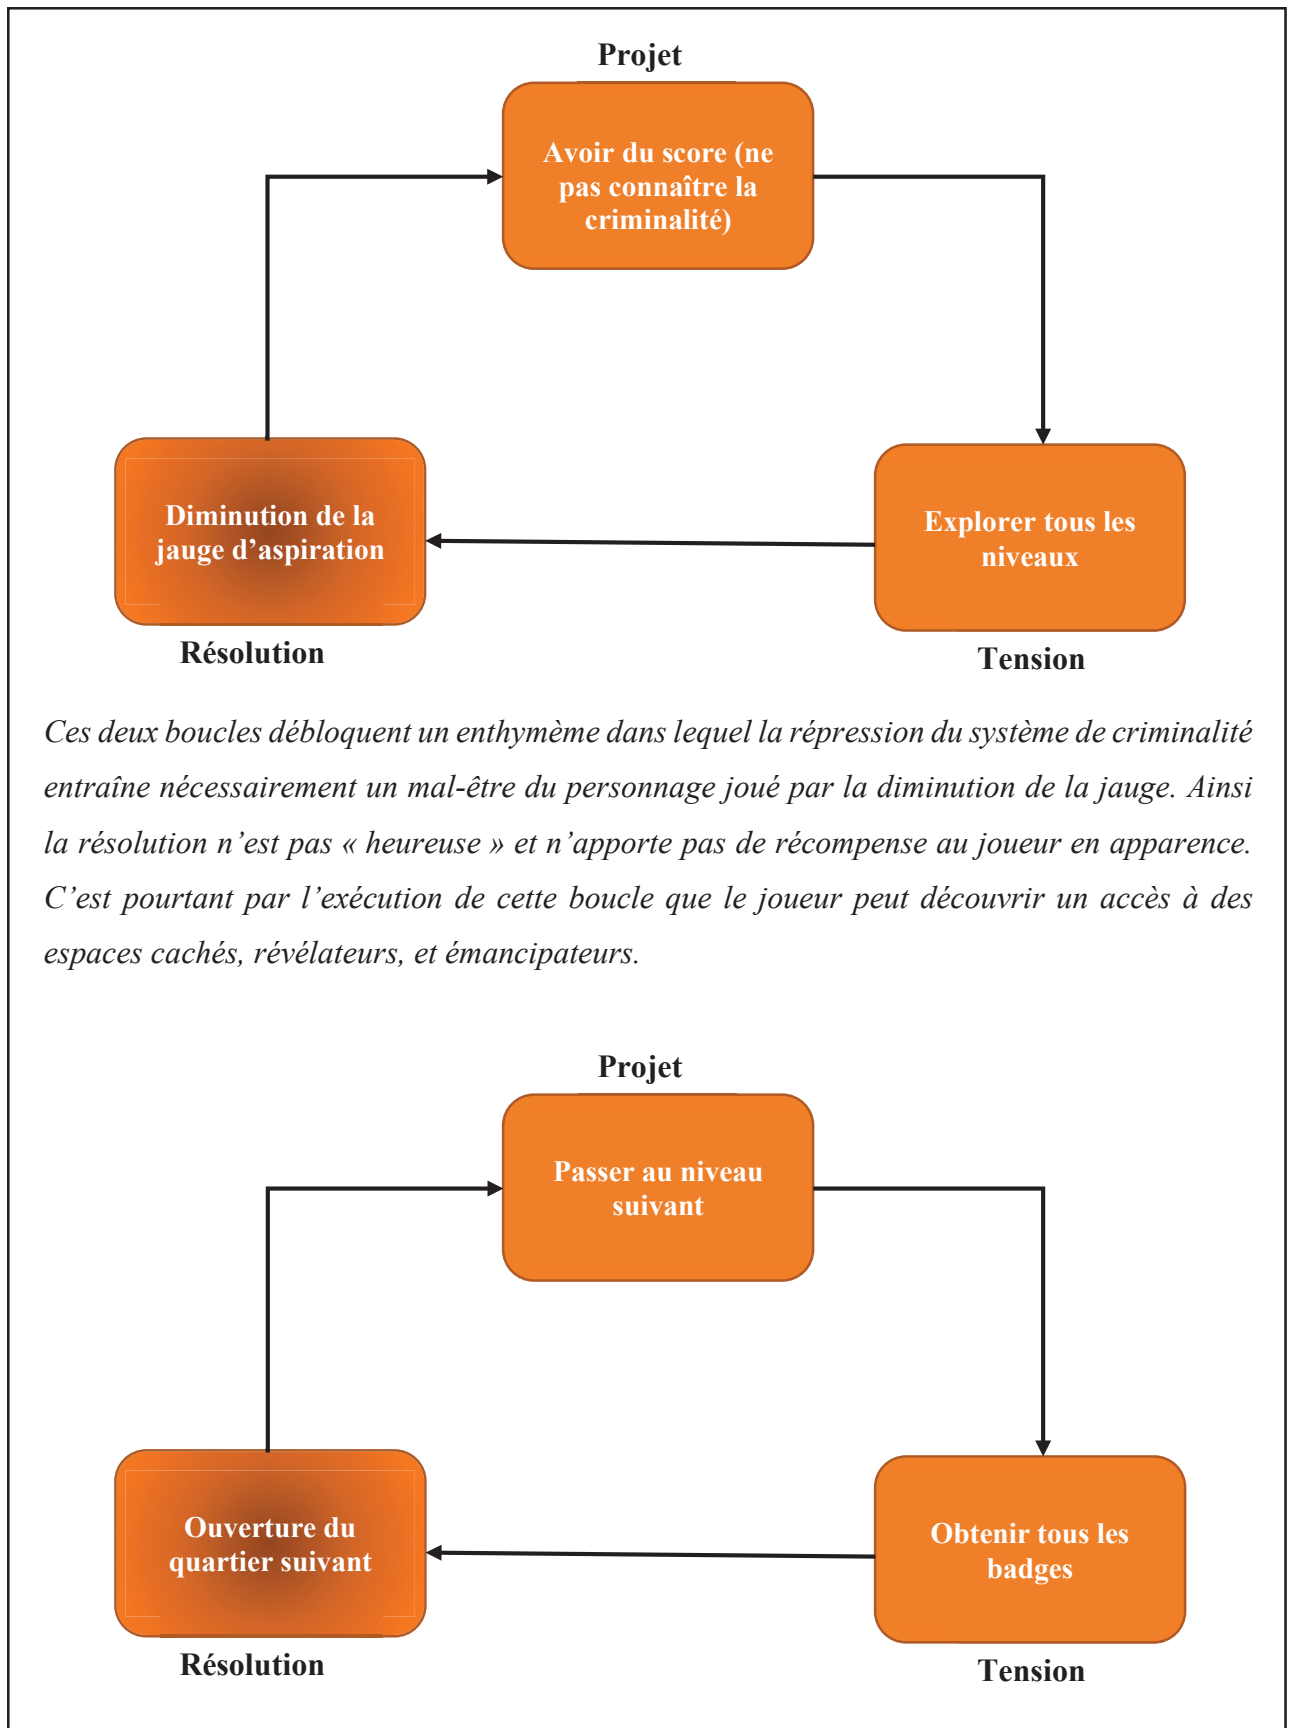 Projet
Avoir du score (ne
pas connaître la
criminalité)
Diminution de la
jauge d’aspiration
Explorer tous les
niveaux
Résolution
Tension
Ces deux boucles débloquent un enthymème dans lequel la répression du système de criminalité
entraîne nécessairement un mal-être du personnage joué par la diminution de la jauge. Ainsi
la résolution n’est pas « heureuse » et n’apporte pas de récompense au joueur en apparence.
C’est pourtant par l’exécution de cette boucle que le joueur peut découvrir un accès à des
espaces cachés, révélateurs, et émancipateurs.
Projet
Passer au niveau
suivant
Ouverture du
quartier suivant
Obtenir tous les
badges
Résolution
Tension